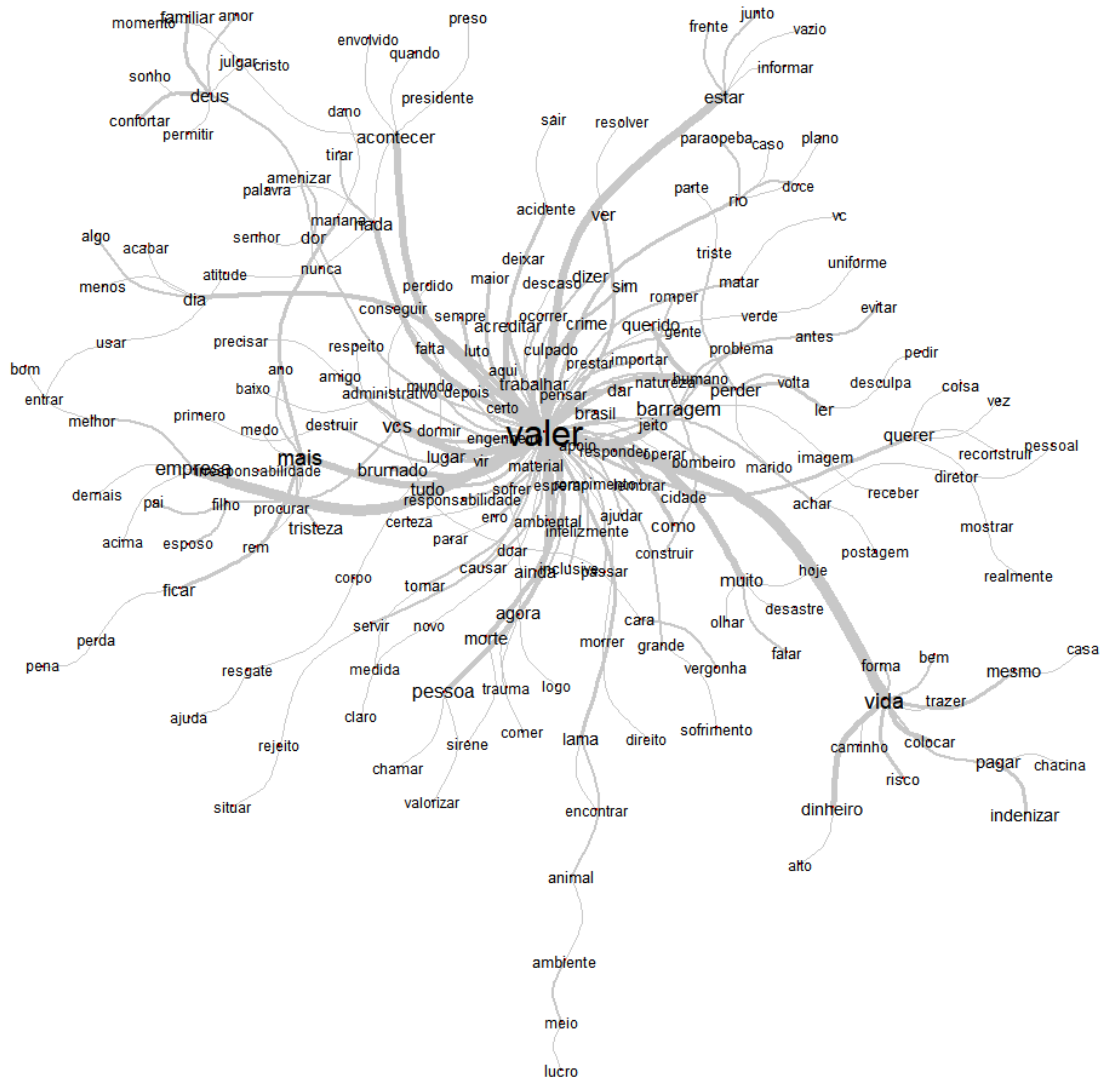 preso
familiar
amor
junto
momento
frente
vazio
envolvido
quando
julgar
cristo
informar
sonho
deus
presidente
estar
dano
confortar
sair
resolver
permitir
acontecer
paraopeba
caso
plano
tirar
amenizar
palavra
parte
doce
rio
acidente
ver
vc
mariana
nada
senhor
dor
algo
acabar
triste
deixar
uniforme
nunca
atitude
maior
descaso
dizer
sim
matar
menos
perdido
romper
dia
conseguir
sempre
ocorrer
verde
evitar
acreditar
crime
querido
gente
antes
usar
precisar
respeito
falta
luto
culpado
problema
pedir
prestar
importar
bom
ano
amigo
aqui
mundo
trabalhar
natureza
humano
volta
desculpa
coisa
entrar
baixo
administrativo
depois
pensar
dar
perder
vez
certo
brasil
barragem
ler
melhor
primero
destruir
vcs
dormir
valer
jeito
medo
engenheiro
apoio
querer
pessoal
mais
lugar
vir
responder
operar
imagem
reconstruir
empresa
irresponsabilidade
brumado
material
bombeiro
marido
diretor
tudo
sofrer
espera
rompimento
lembrar
demais
pai
filho
procurar
responsabilidade
cidade
receber
achar
tristeza
certeza
erro
ambiental
ajudar
como
mostrar
acima
esposo
rem
parar
infelizmente
doar
construir
postagem
causar
ainda
inclusive
passar
muito
hoje
realmente
ficar
corpo
tomar
agora
desastre
servir
novo
cara
olhar
perda
morte
morrer
grande
falar
casa
pena
resgate
medida
vergonha
forma
bem
mesmo
pessoa
trauma
logo
vida
trazer
ajuda
claro
comer
sofrimento
rejeito
sirene
lama
direito
caminho
colocar
chamar
risco
pagar
chacina
situar
valorizar
encontrar
dinheiro
indenizar
alto
animal
ambiente
meio
lucro